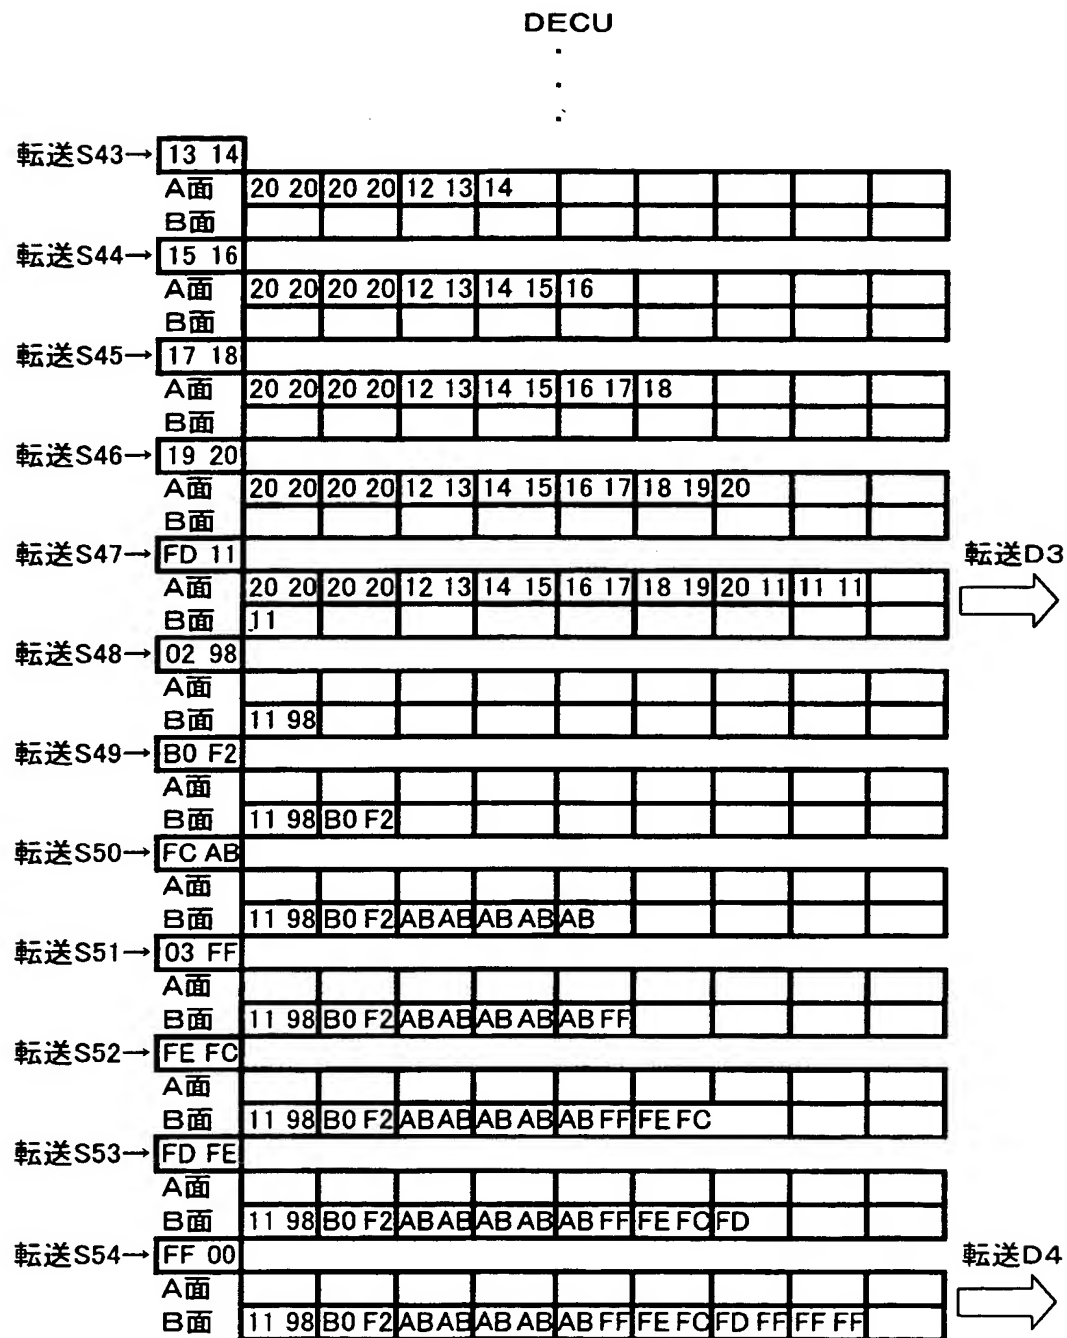 DECU
転送S43→ 13 14
A面 20 20 20 20 12 13 14
B面
転送S44→ 15 16
A面 20 20 20 20 12 13 14 15 16
B面
転送S45→ 17 18
A面 20 20 20 20 12 13 14 15 16 17 18
B面
転送S46→ 19 20
A面 20 20 20 20 12 13 14 15 16 17 18 19 20
B面
転送S47→ FD 11 転送D3
A面 20 20 20 20 12 13 14 15 16 17 18 19 20 11 11 11
B面 11
転送S48→ 02 98
A面
B面 11 98
転送S49→ B0 F2
A面
B面 11 98 B0 F2
転送S50→ FC AB
A面
B面 11 98 B0 F2 AB AB AB AB AB
転送S51→ 03 FF
A面
B面 11 98 B0 F2 AB AB AB AB AB FF
転送S52→ FE FC
A面
B面 11 98 B0 F2 AB AB AB AB AB FF FE FC
転送S53→ FD FE
A面
B面 11 98 B0 F2 AB AB AB AB AB FF FE FC FD
転送S54→ FF 00 転送D4
A面
B面 11 98 B0 F2 AB AB AB AB AB FF FE FC FD FF FF FF